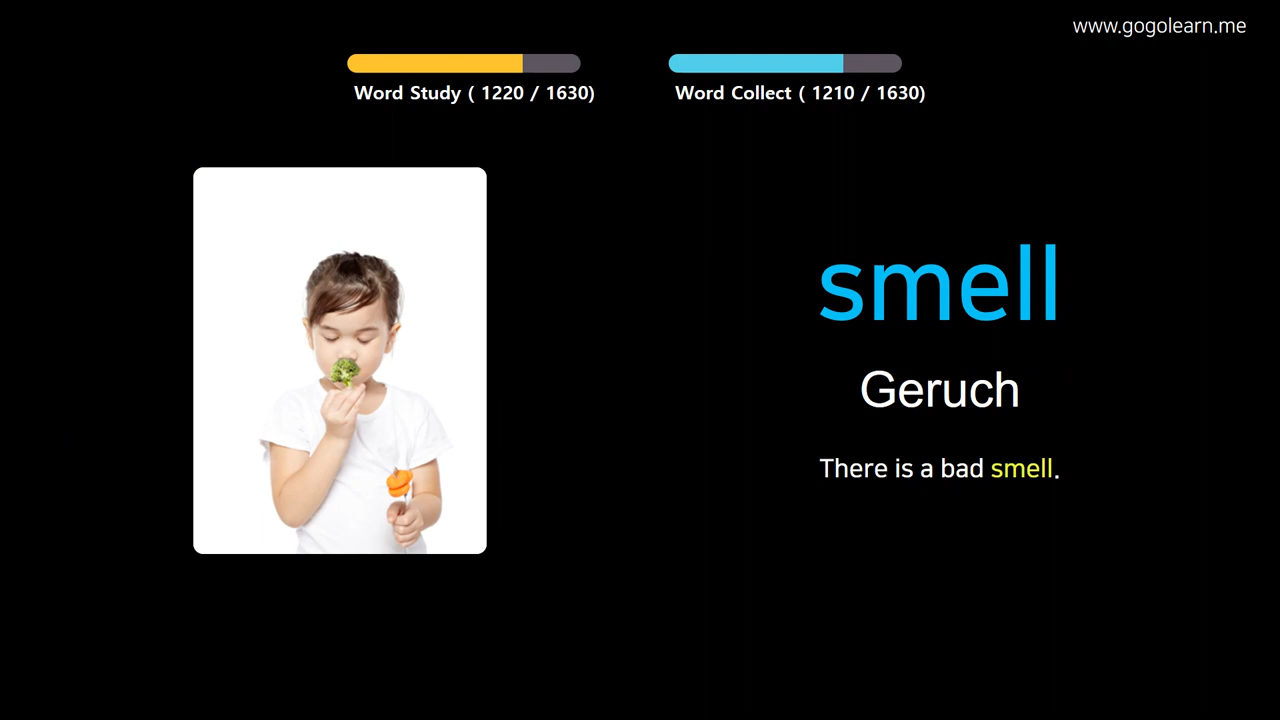 www.gogolearn.me
Word Study ( 1220 / 1630)
Word Collect ( 1210 / 1630)
smell
Geruch
There is a bad smell.